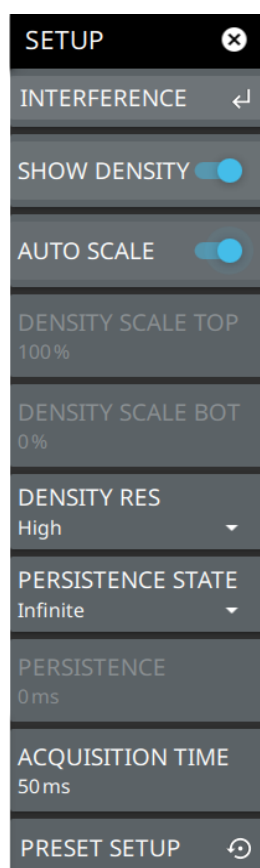 SETUP
INTERFERENCE
SHOW DENSITY
AUTO SCALE
DENSITY SCALE TOP
100%
DENSITY SCALE BOT
0%
DENSITY RES
High
PERSISTENCE STATE
Infinite
PERSISTENCE
0ms
ACQUISITION TIME
50ms
PRESET SETUP